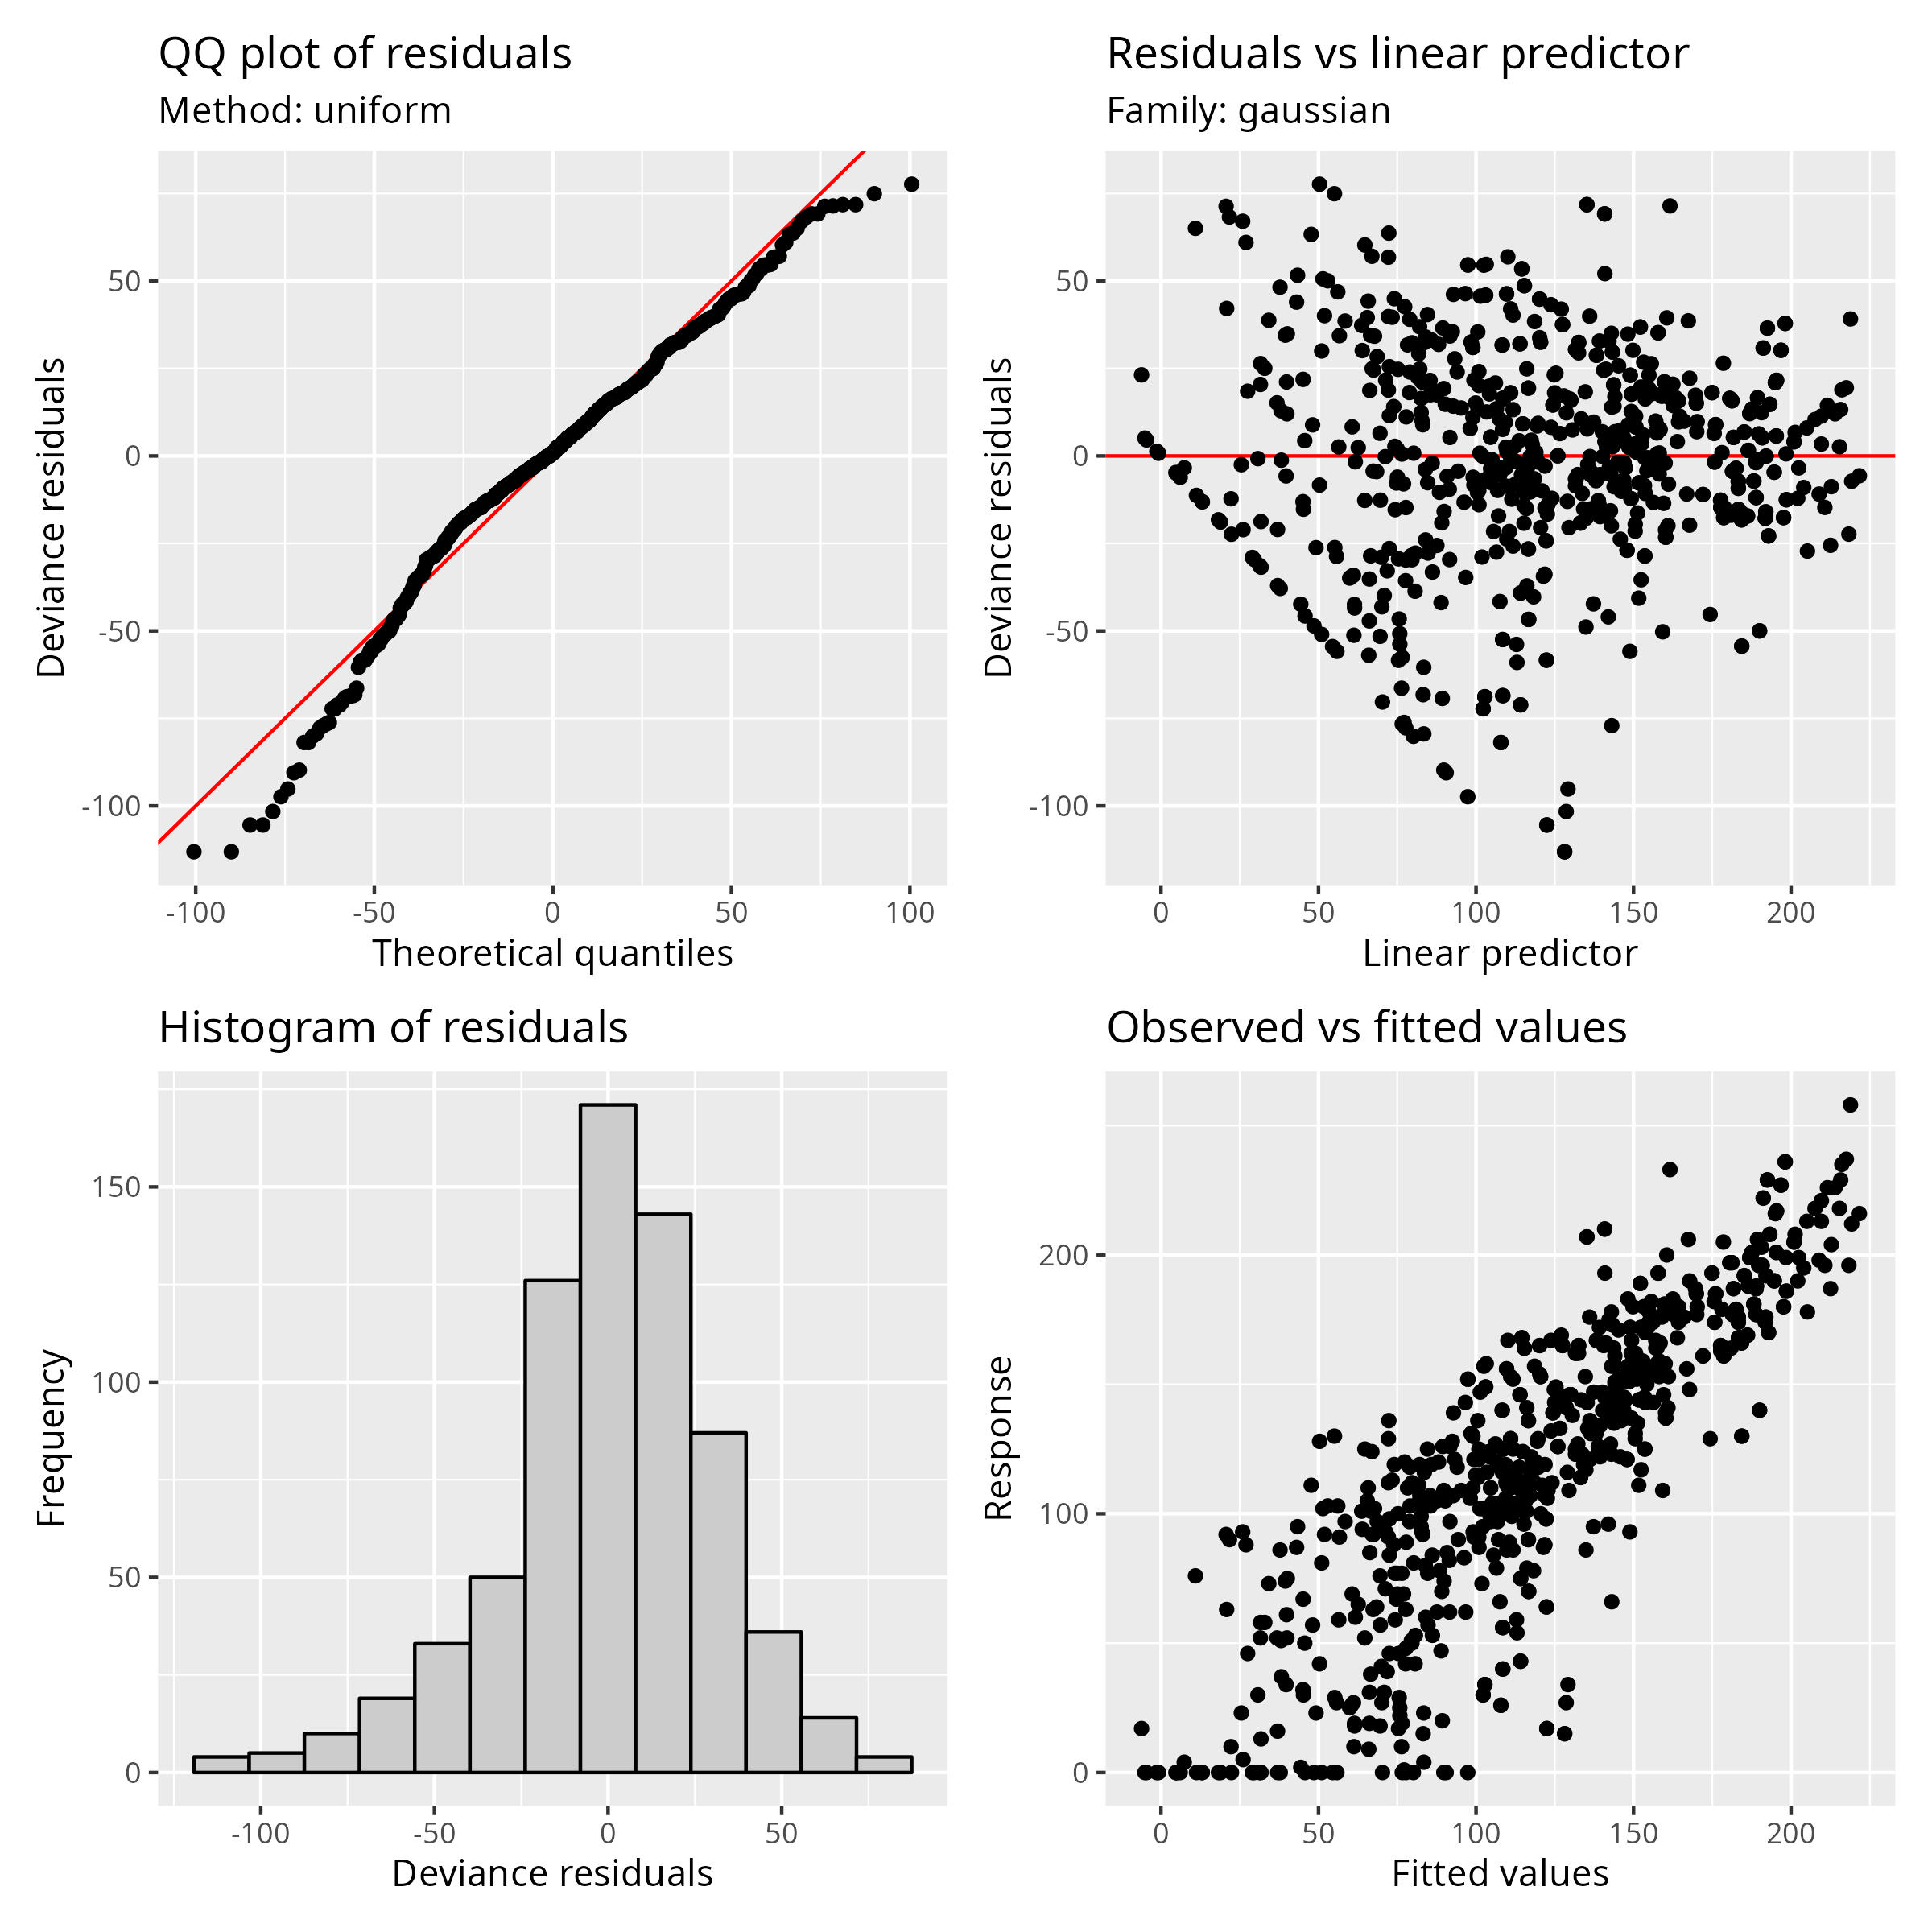 QQ plot of residuals
Method: uniform
Deviance residuals
50
0
-50
-100
-100
-50
0
50
100
Theoretical quantiles
Residuals vs linear predictor
Family: gaussian
Deviance residuals
50
0
-50
-100
0
50
100
150
200
Linear predictor
Histogram of residuals
Frequency
150
100
50
0
-100
-50
0
50
Deviance residuals
Observed vs fitted values
Response
200
100
0
0
50
100
150
200
Fitted values